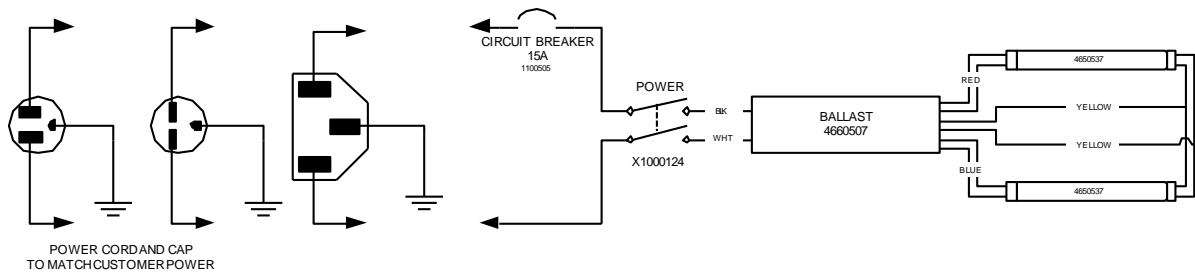 CIRCUIT BREAKER
15A
1100505
POWER
BLK
WHT
X1000124
BALLAST
4660507
RED
4650537
YELLOW
YELLOW
BLUE
4650537
POWER CORD AND CAP
TO MATCH CUSTOMER POWER